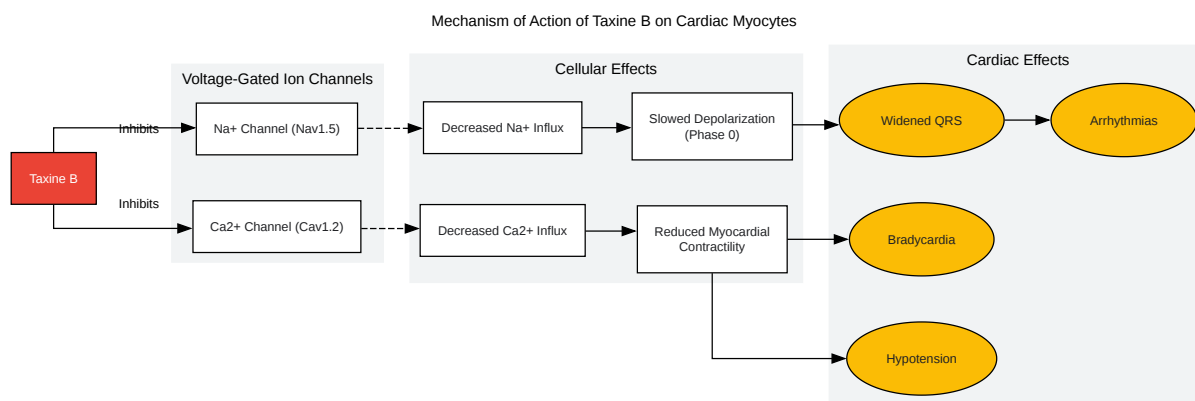 Mechanism of Action of Taxine B on Cardiac Myocytes
Voltage-Gated Ion Channels
Cellular Effects
Cardiac Effects
Taxine B
Inhibits
Na+ Channel (Nav1.5)
Decreased Na+ Influx
Slowed Depolarization
(Phase 0)
Widened QRS
Arrhythmias
Inhibits
Ca2+ Channel (Cav1.2)
Decreased Ca2+ Influx
Reduced Myocardial
Contractility
Bradycardia
Hypotension